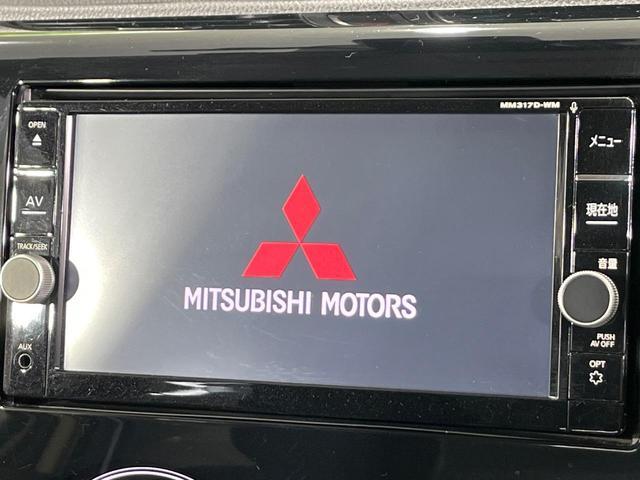 MM317D-WM
OPEN
AV
TRACK/SEEK
AUX
MITSUBISHI MOTORS
メニュー
現在地
音量
PUSH
AV OFF
OPT